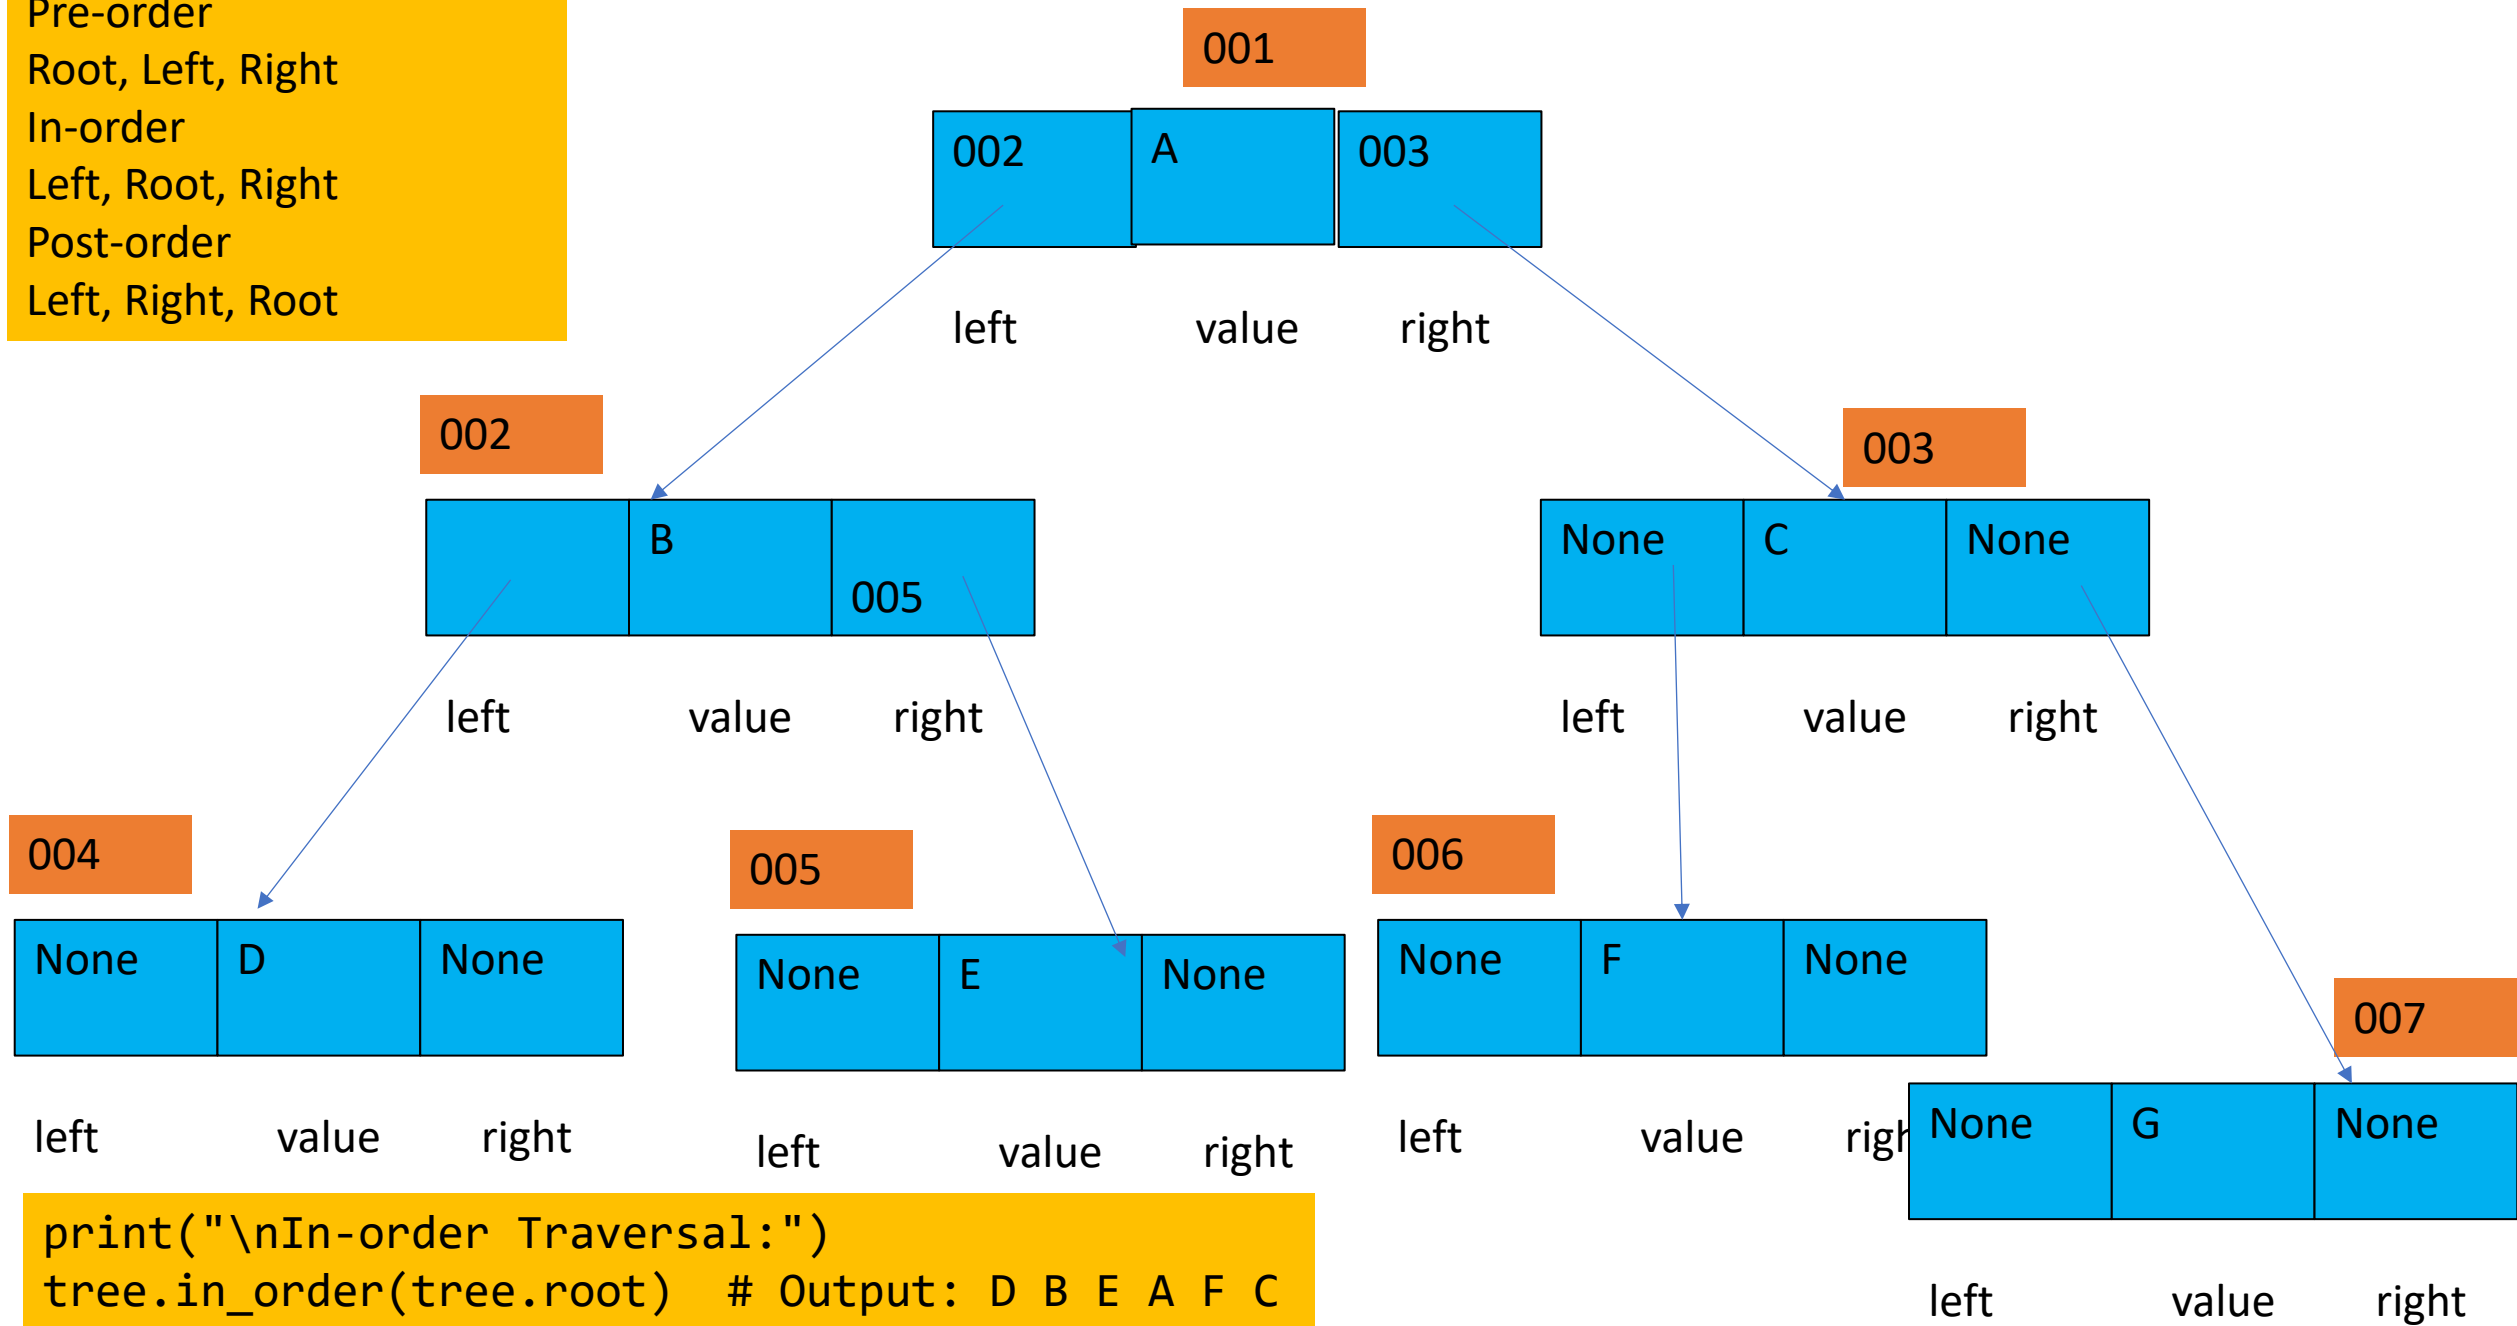 Pre-order
Root, Left, Right
In-order
Left, Root, Right
Post-order
Left, Right, Root
001
002 A 003
left value right
002
B
005
left value right
003
None C None
left value right
004
None D None
left value right
005
None E None
left value right
006
None F None
left value righ
007
None G None
left value right
print("\nIn-order Traversal:")
tree.in_order(tree.root)  # Output: D B E A F C